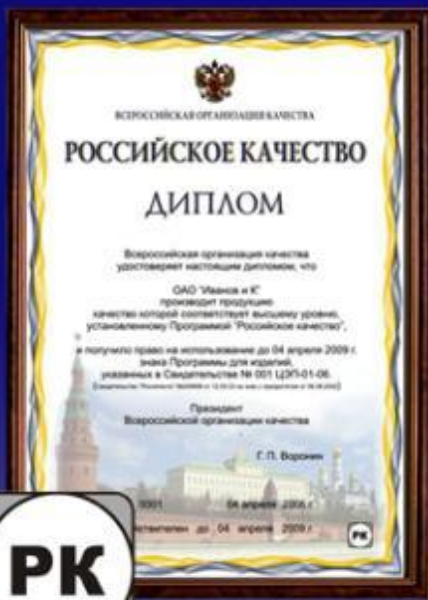 ВСЕРОССИЙСКАЯ ОРГАНИЗАЦИЯ КАЧЕСТВА
РОССИЙСКОЕ КАЧЕСТВО
ДИПЛОМ
Всероссийская организация качества
удостоверяет настоящим дипломом, что
ОАО "Иванов и К"
производит продукцию
качество которой соответствует высшему уровню,
установленному Программой "Российское качество",
и получило право на использование до 04 апреля 2009 г.
знака Программы для изделий,
указанных в Свидетельстве № 001 ЦЭП-01-06.
Президент
Всероссийской организации качества
Г. П. Воронин
0001 04 апреля 2006 г.
до 04 апреля 2009 г.
РК
РК